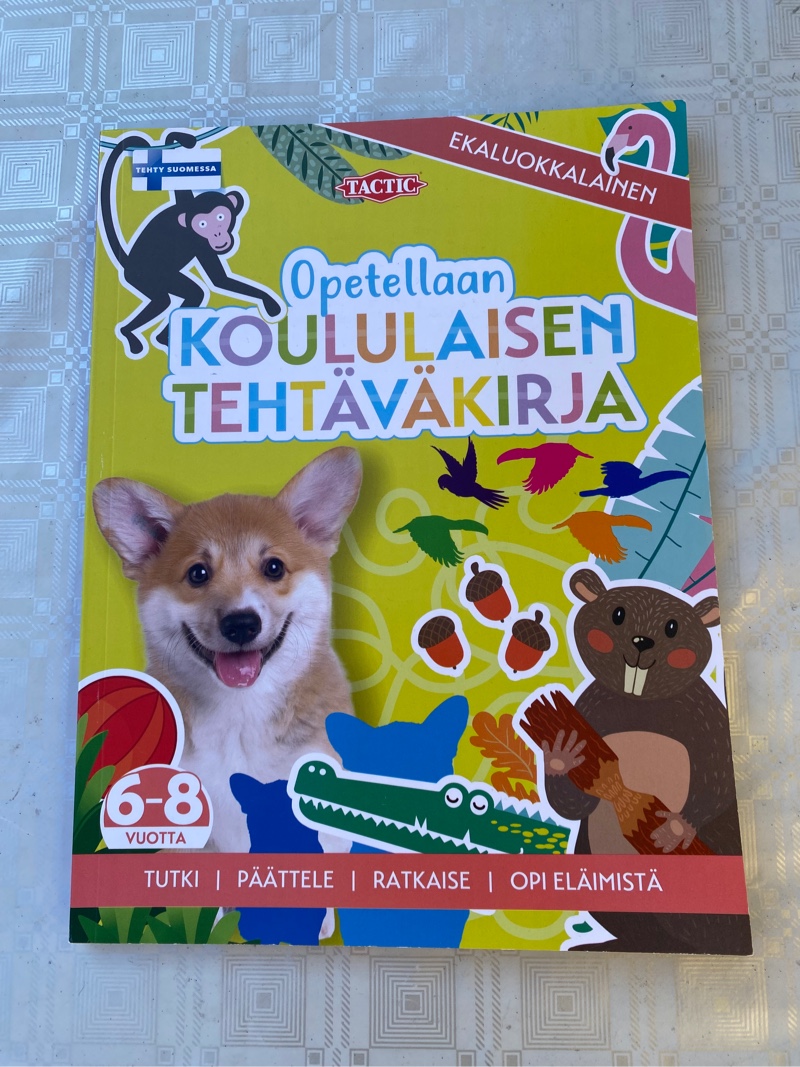 TEHTY SUOMESSA
TACTIC
EKALUOKKALAINEN
Opetellaan
KOULULAISEN
TEHTÄVÄKIRJA
6-8
VUOTTA
TUTKI | PÄÄTTELE | RATKAISE | OPI ELÄIMISTÄ